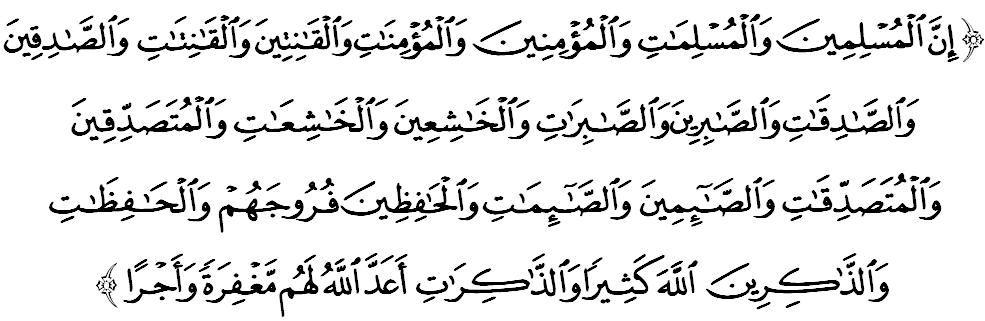 ﴿ إِنَّ ٱلْمُسْلِمِينَ وَٱلْمُسْلِمَٰتِ وَٱلْمُؤْمِنِينَ وَٱلْمُؤْمِنَٰتِ وَٱلْقَٰنِتِينَ وَٱلْقَٰنِتَٰتِ وَٱلصَّٰدِقِينَ
وَٱلصَّٰدِقَٰتِ وَٱلصَّٰبِرِينَ وَٱلصَّٰبِرَٰتِ وَٱلْخَٰشِعِينَ وَٱلْخَٰشِعَٰتِ وَٱلْمُتَصَدِّقِينَ
وَٱلْمُتَصَدِّقَٰتِ وَٱلصَّٰٓئِمِينَ وَٱلصَّٰٓئِمَٰتِ وَٱلْحَٰفِظِينَ فُرُوجَهُمْ وَٱلْحَٰفِظَٰتِ
وَٱلذَّٰكِرِينَ ٱللَّهَ كَثِيرًا وَٱلذَّٰكِرَٰتِ أَعَدَّ ٱللَّهُ لَهُم مَّغْفِرَةً وَأَجْرًا ﴾